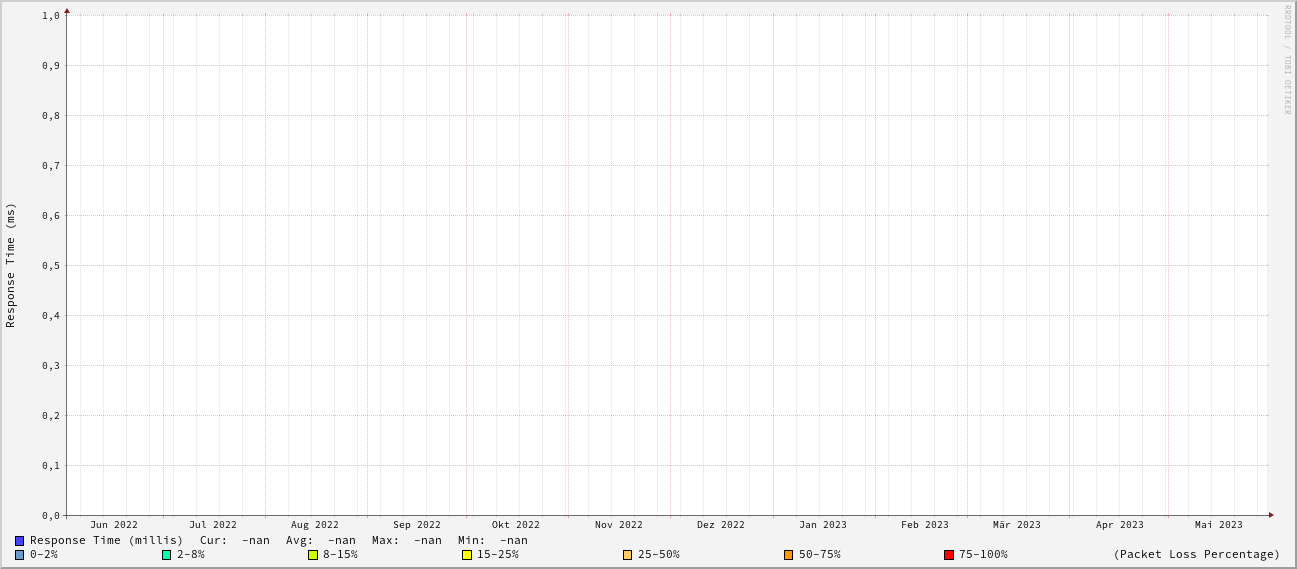 RRDTOOL / TOBI OETIKER
Response Time (ms)
1,0
0,9
0,8
0,7
0,6
0,5
0,4
0,3
0,2
0,1
0,0
Jun 2022 Jul 2022 Aug 2022 Sep 2022 Okt 2022 Nov 2022 Dez 2022 Jan 2023 Feb 2023 Mär 2023 Apr 2023 Mai 2023
Response Time (millis) Cur: -nan Avg: -nan Max: -nan Min: -nan
0-2% 2-8% 8-15% 15-25% 25-50% 50-75% 75-100% (Packet Loss Percentage)